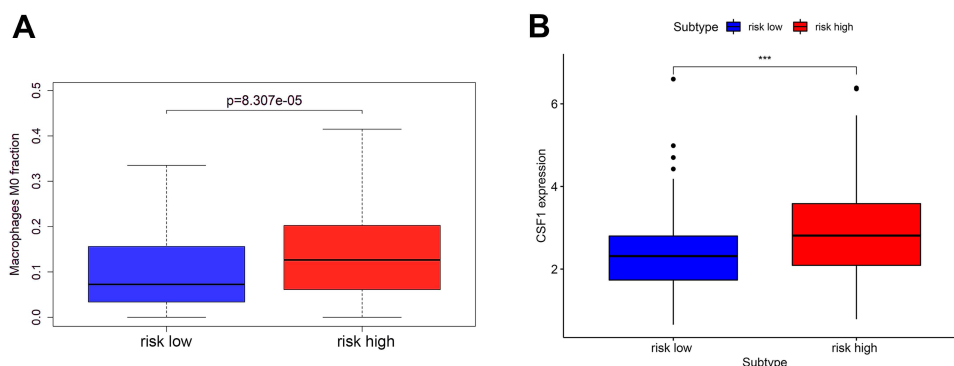 A
Macrophages M0 fraction
0.5
0.4
0.3
0.2
0.1
0.0
p=8.307e-05
risk low
risk high
B
Subtype risk low risk high
CSF1 expression
6
4
2
***
risk low
risk high
Subtype